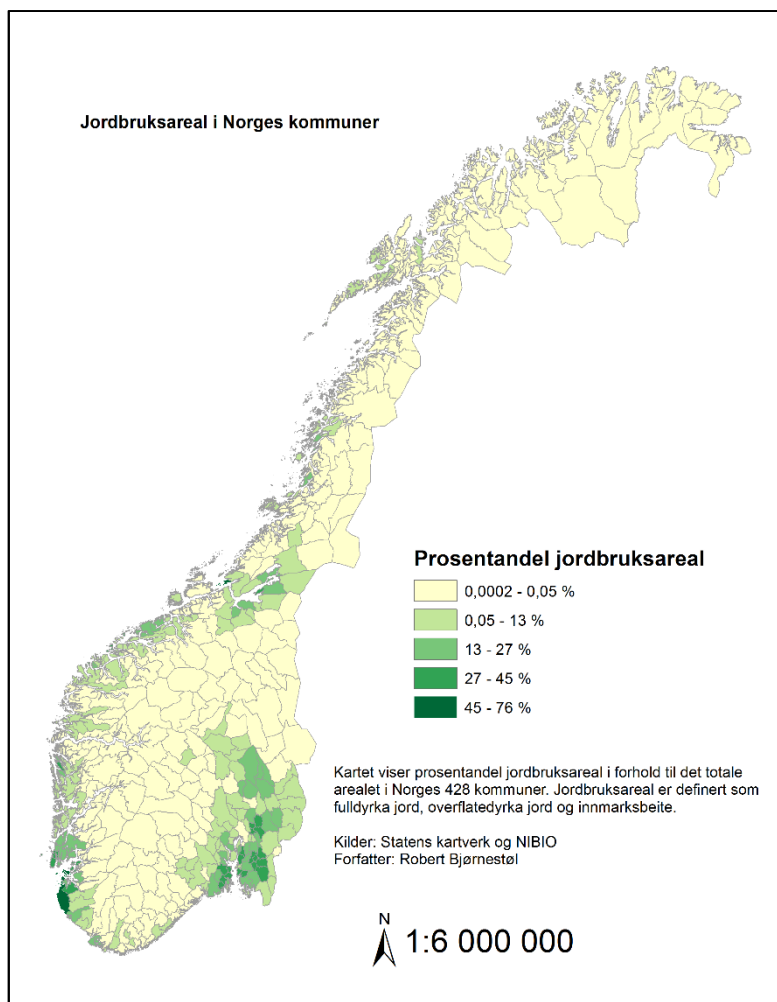 Jordbruksareal i Norges kommuner
Prosentandel jordbruksareal
0,0002 - 0,05 %
0,05 - 13 %
13 - 27 %
27 - 45 %
45 - 76 %
Kartet viser prosentandel jordbruksareal i forhold til det totale
arealet i Norges 428 kommuner. Jordbruksareal er definert som
fulldyrka jord, overflatedyrka jord og innmarksbeite.
Kilder: Statens kartverk og NIBIO
Forfatter: Robert Bjørnestøl
N
1:6 000 000